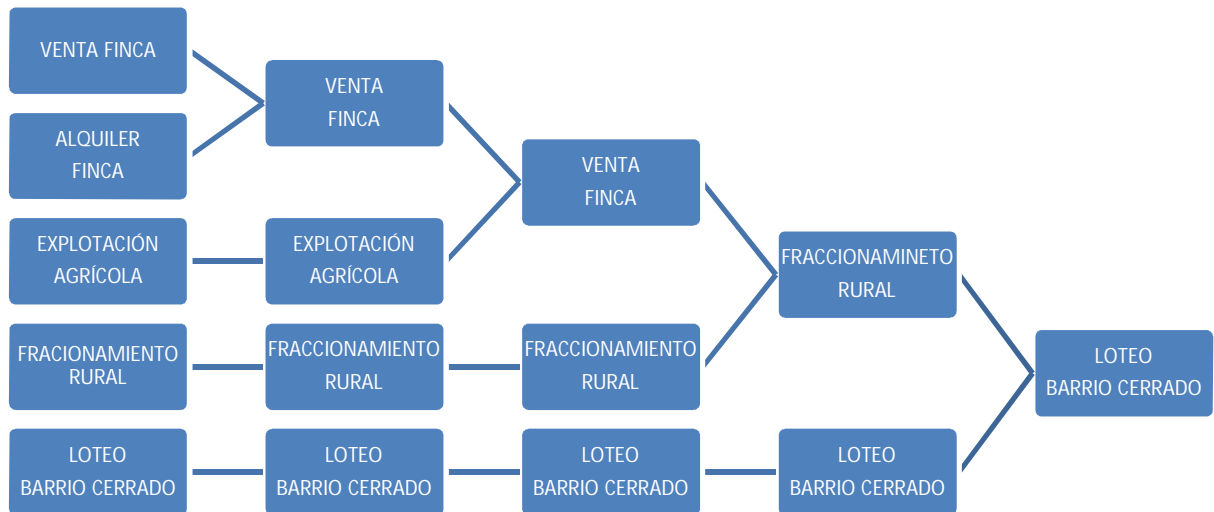 VENTA FINCA
ALQUILER
FINCA
EXPLOTACIÓN
AGRÍCOLA
FRACIONAMIENTO
RURAL
LOTEO
BARRIO CERRADO
VENTA
FINCA
EXPLOTACIÓN
AGRÍCOLA
FRACCIONAMIENTO
RURAL
LOTEO
BARRIO CERRADO
VENTA
FINCA
FRACCIONAMIENTO
RURAL
LOTEO
BARRIO CERRADO
FRACCIONAMINETO
RURAL
LOTEO
BARRIO CERRADO
LOTEO
BARRIO CERRADO